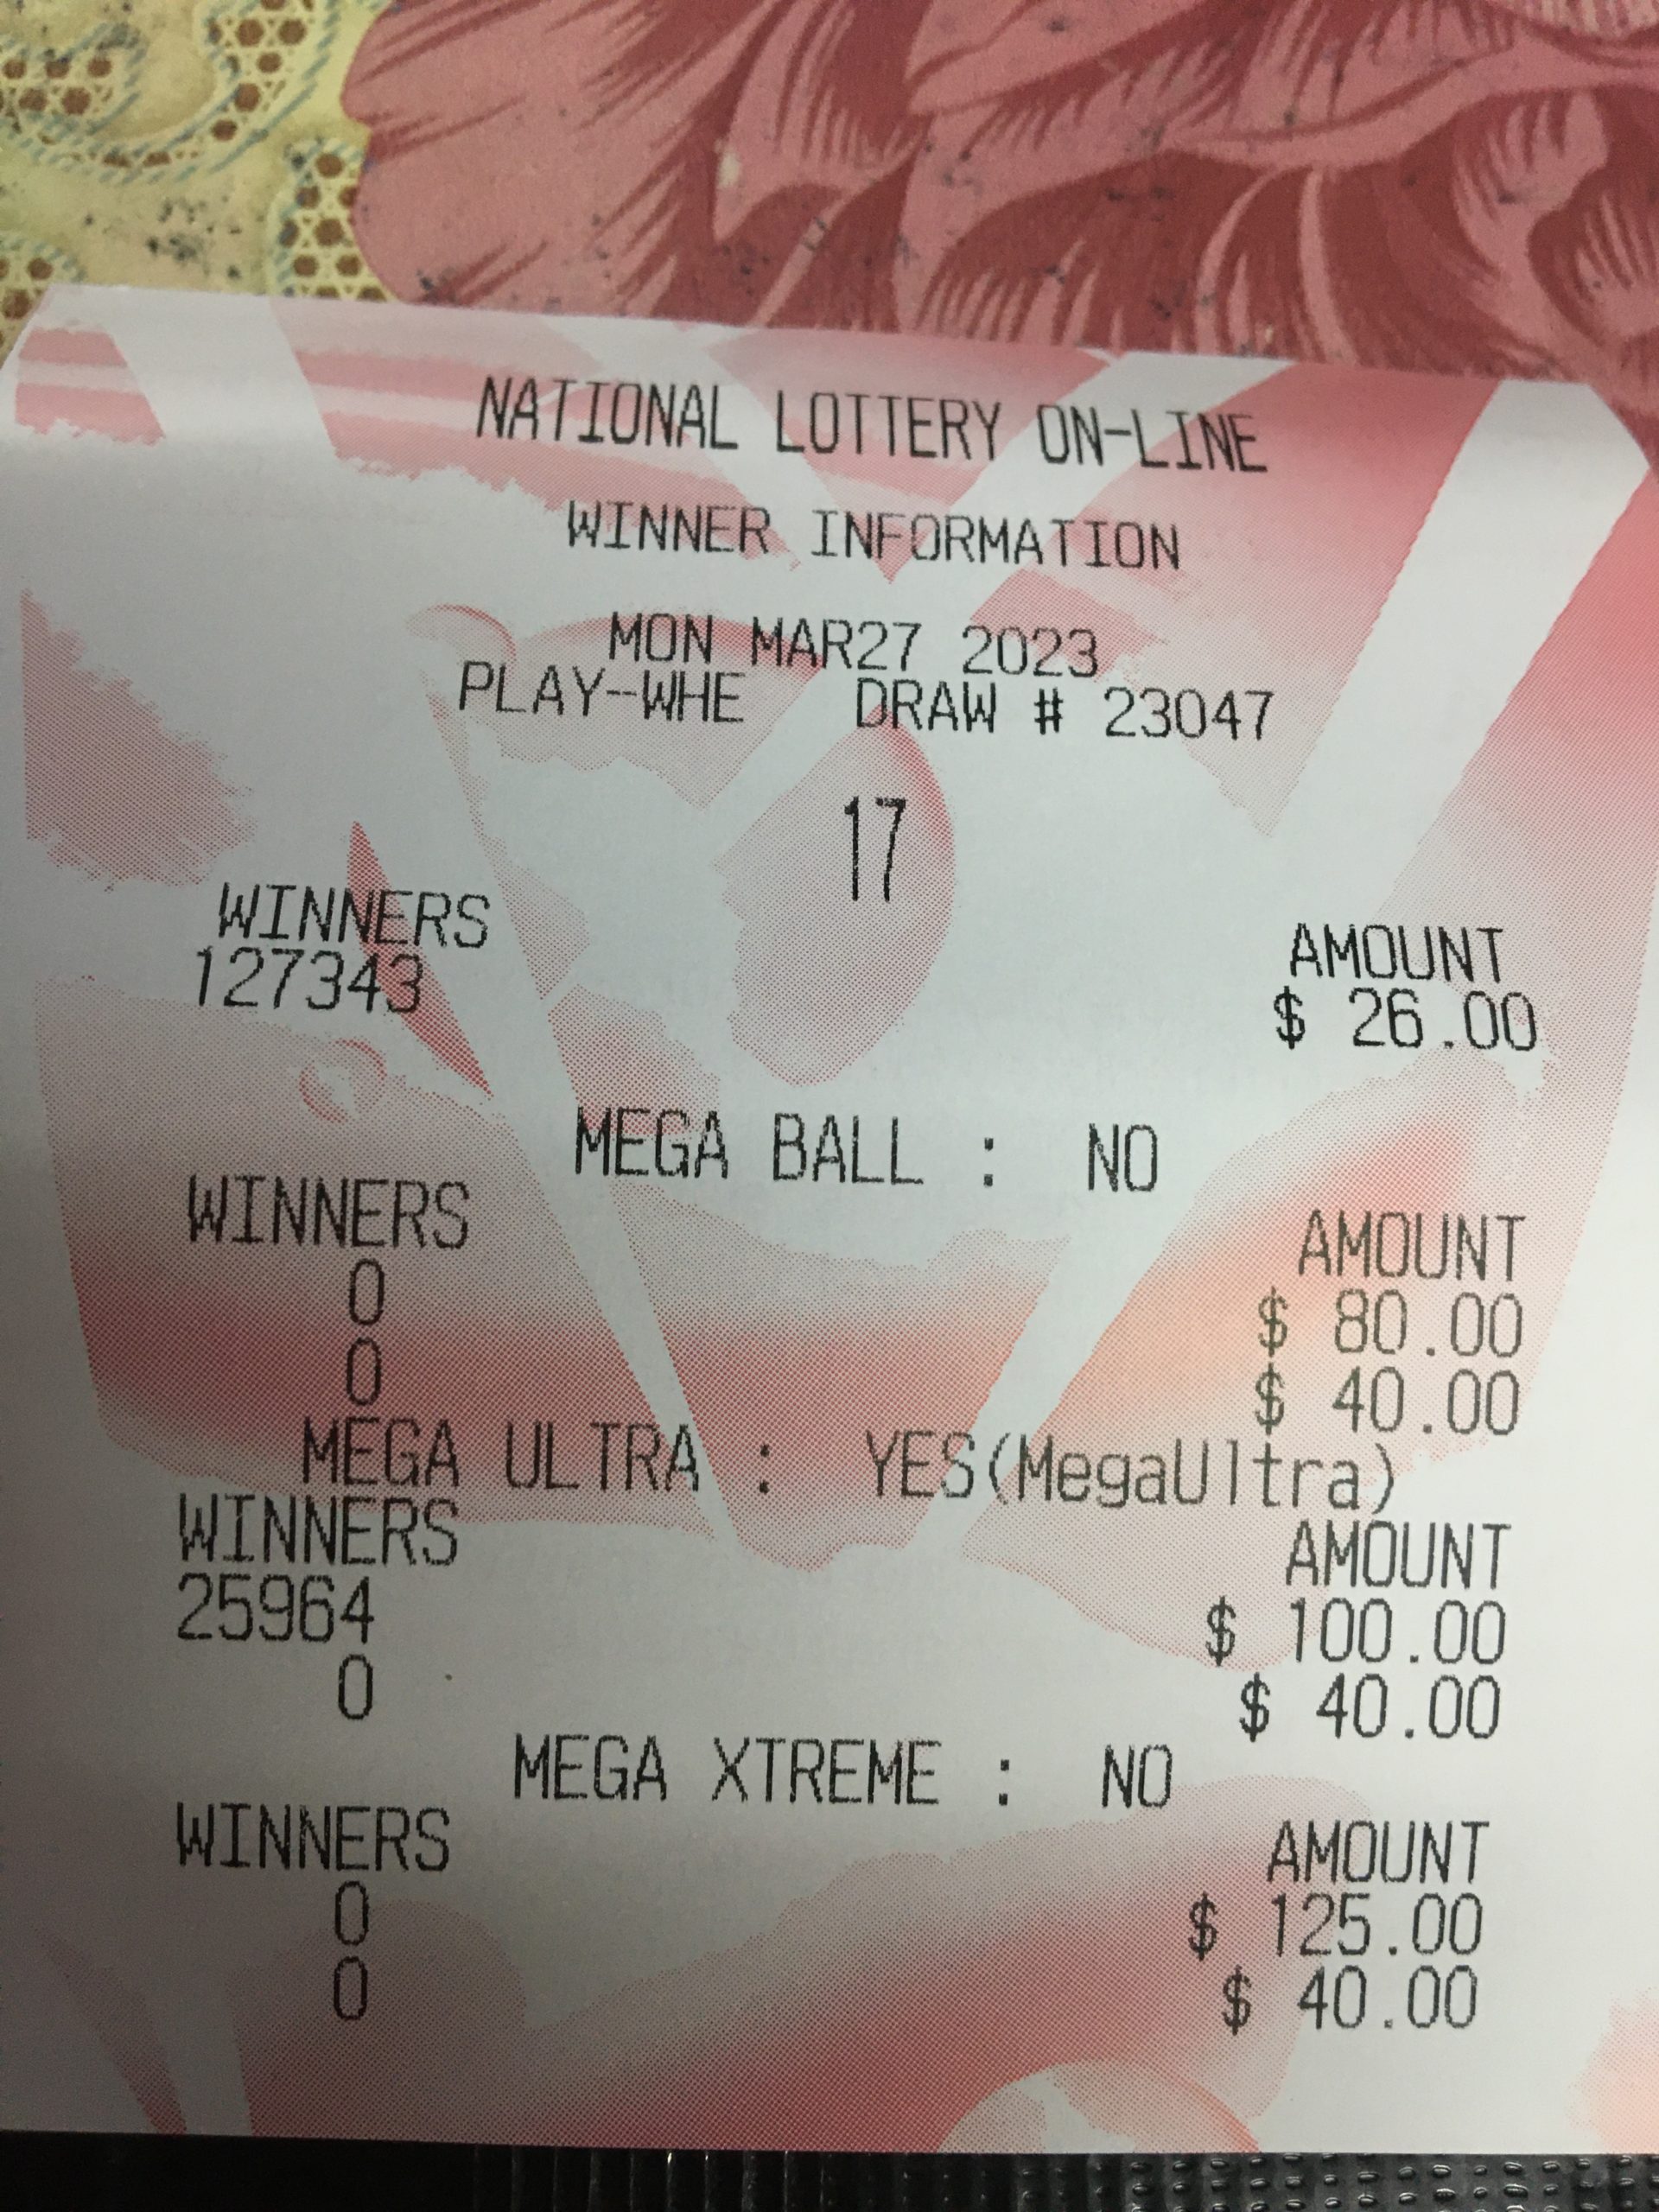 NATIONAL LOTTERY ON-LINE
WINNER INFORMATION
MON MAR27 2023
PLAY-WHE DRAW # 23047
17
WINNERS AMOUNT
127343 $ 26.00
MEGA BALL : NO
WINNERS AMOUNT
0 $ 80.00
0 $ 40.00
MEGA ULTRA : YES(MegaUltra)
WINNERS AMOUNT
25964 $ 100.00
0 $ 40.00
MEGA XTREME : NO
WINNERS AMOUNT
0 $ 125.00
0 $ 40.00